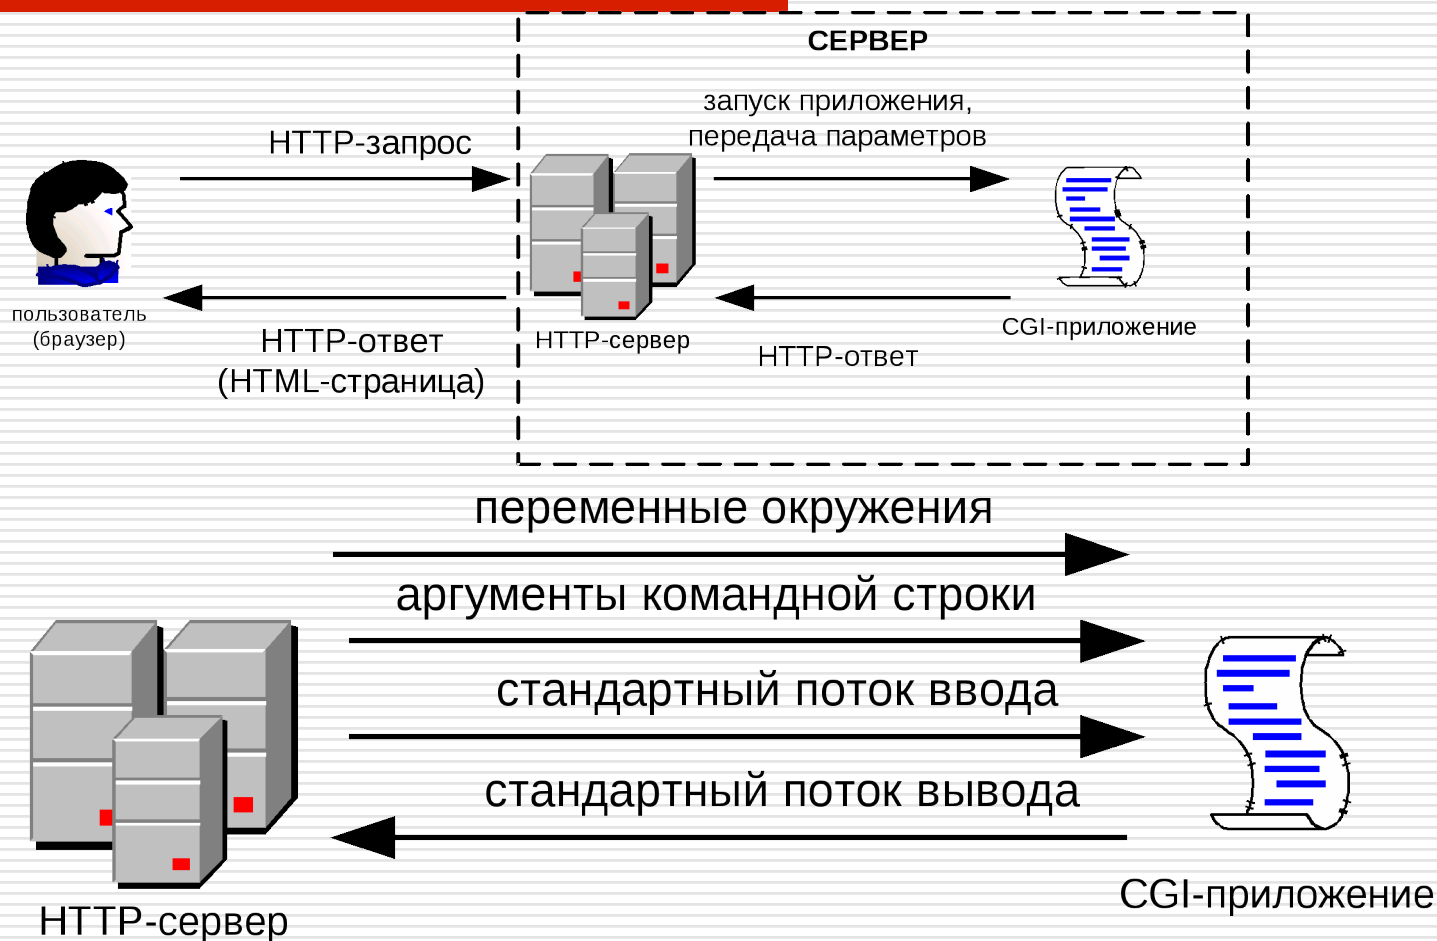 СЕРВЕР
запуск приложения,
передача параметров
HTTP-запрос
пользователь
(браузер)
HTTP-ответ
(HTML-страница)
HTTP-сервер
HTTP-ответ
CGI-приложение
переменные окружения
аргументы командной строки
стандартный поток ввода
стандартный поток вывода
HTTP-сервер
CGI-приложение